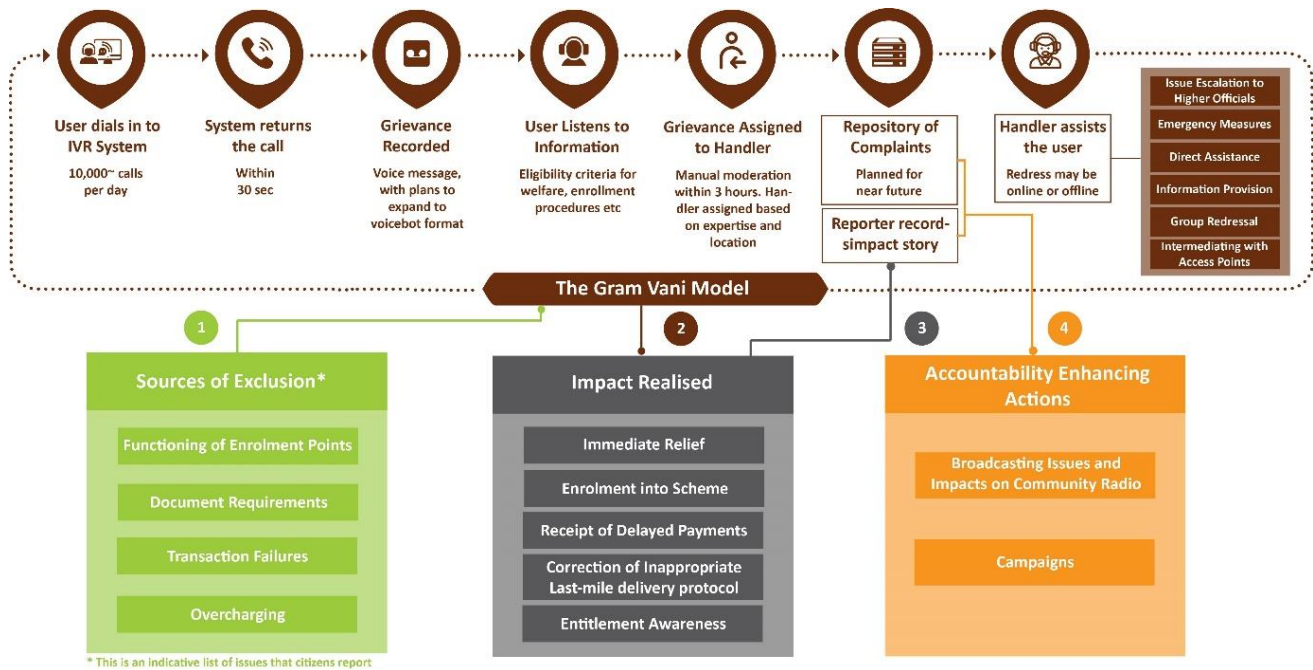 User dials in to
IVR System
10,000~ calls
per day
System returns
the call
Within
30 sec
Grievance
Recorded
Voice message,
with plans to
expand to
voicebot format
User Listens to
Information
Eligibility criteria for
welfare, enrollment
procedures etc
Grievance Assigned
to Handler
Manual moderation
within 3 hours. Han-
dler assigned based
on expertise and
location
Repository of
Complaints
Planned for
near future
Reporter record-
simpact story
Handler assists
the user
Redress may be
online or offline
Issue Escalation to
Higher Officials
Emergency Measures
Direct Assistance
Information Provision
Group Redressal
Intermediating with
Access Points
The Gram Vani Model
1
2
3
4
Sources of Exclusion*
Functioning of Enrolment Points
Document Requirements
Transaction Failures
Overcharging
* This is an indicative list of issues that citizens report
Impact Realised
Immediate Relief
Enrolment into Scheme
Receipt of Delayed Payments
Correction of Inappropriate
Last-mile delivery protocol
Entitlement Awareness
Accountability Enhancing
Actions
Broadcasting Issues and
Impacts on Community Radio
Campaigns